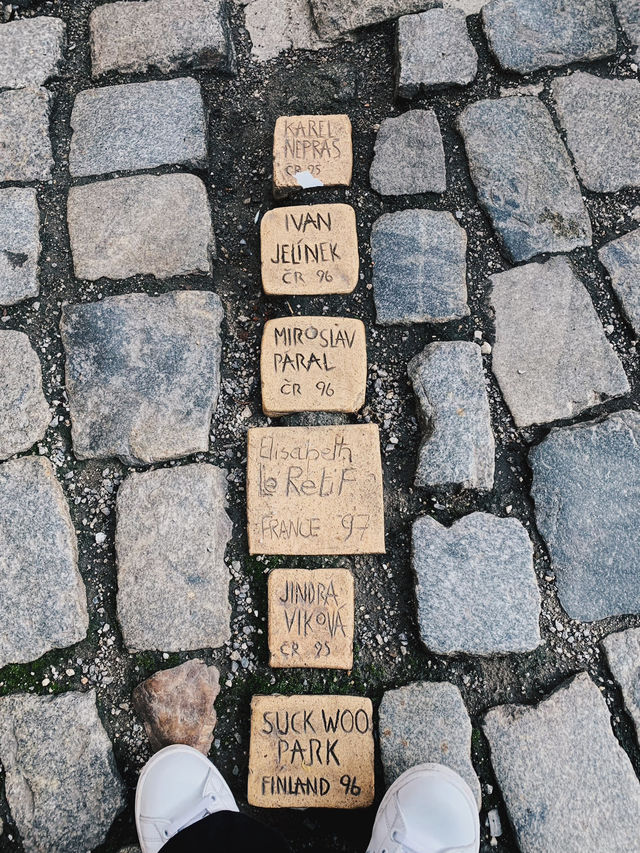 KAREL
NEPRAŠ
ČR 95
IVAN
JELÍNEK
ČR 96
MIROSLAV
PARAL
ČR 96
Elisabeth
Le Retif
FRANCE 97
JINDRA
VIKOVÁ
ČR 95
SUCK WOO
PARK
FINLAND 96